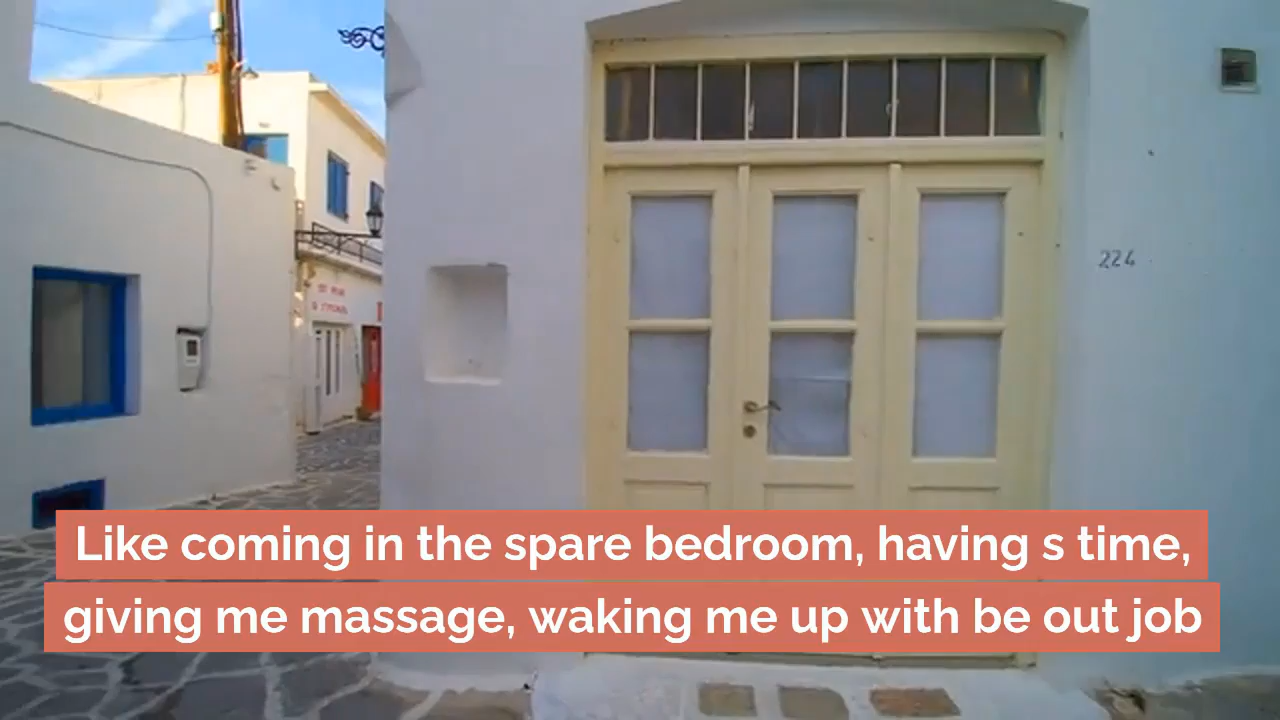 224
Like coming in the spare bedroom, having s time,
giving me massage, waking me up with be out job